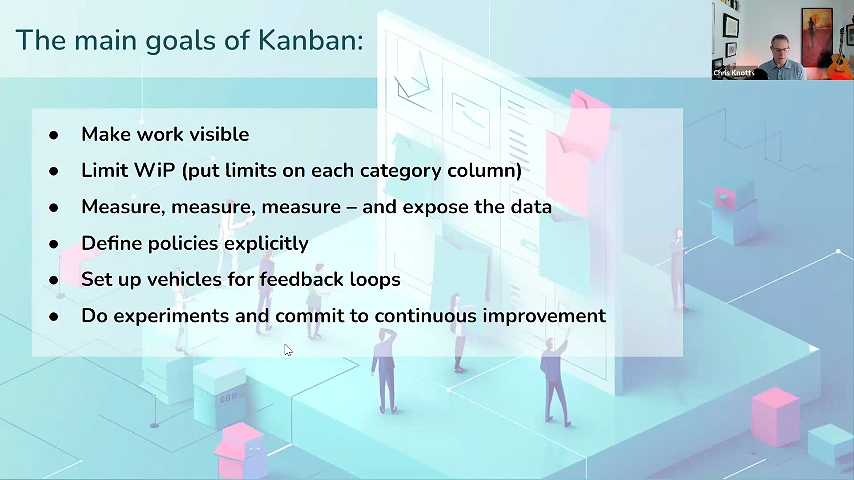 The main goals of Kanban:
Chris Knotts
● Make work visible
● Limit WiP (put limits on each category column)
● Measure, measure, measure – and expose the data
● Define policies explicitly
● Set up vehicles for feedback loops
● Do experiments and commit to continuous improvement